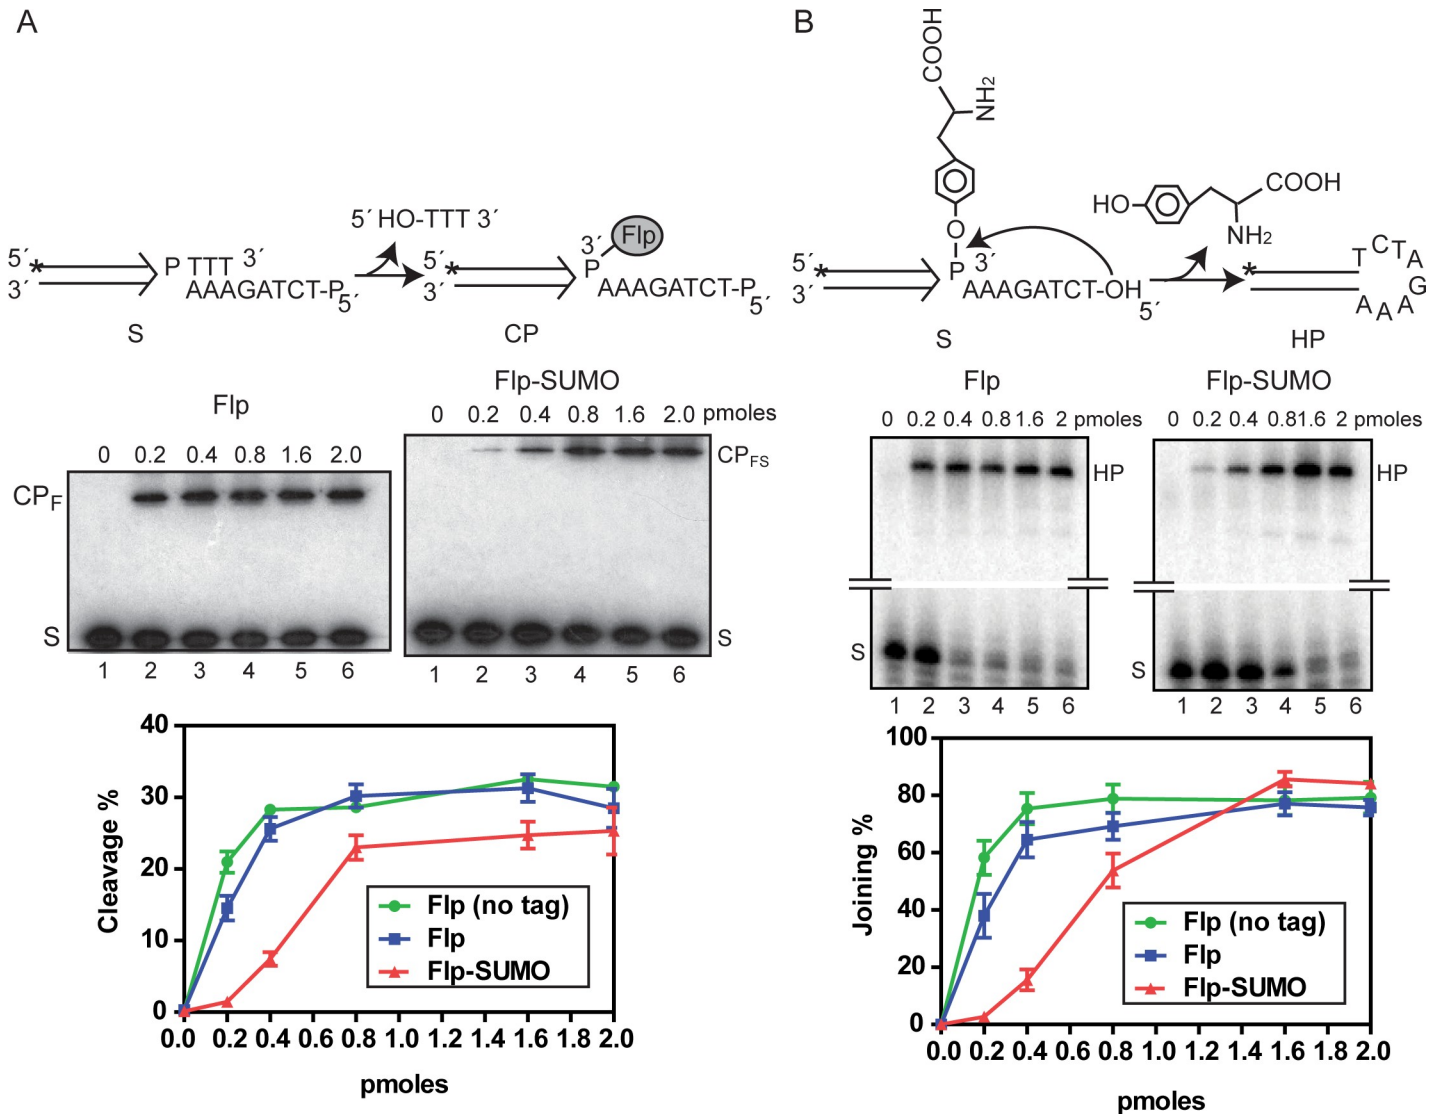 A
5´ HO-TTT 3´
5´
*
3´
P TTT 3´
AAAGATCT-P5´
5´
*
3´
3´
Flp
P
AAAGATCT-P5´
S
CP
Flp
0 0.2 0.4 0.8 1.6 2.0
CPF
S
1 2 3 4 5 6
Flp-SUMO
0 0.2 0.4 0.8 1.6 2.0 pmoles
CPFS
S
1 2 3 4 5 6
Cleavage %
40
30
20
10
0
Flp (no tag)
Flp
Flp-SUMO
0.0 0.2 0.4 0.6 0.8 1.0 1.2 1.4 1.6 1.8 2.0
pmoles
B
COOH
NH2
O
P 3´
5´
*
3´
AAAGATCT-OH
5´
HO
COOH
NH2
*
TCTA
G
AAA
S
HP
Flp
0 0.2 0.4 0.8 1.6 2 pmoles
HP
S
1 2 3 4 5 6
Flp-SUMO
0 0.2 0.4 0.8 1.6 2 pmoles
HP
S
1 2 3 4 5 6
Joining %
100
80
60
40
20
0
Flp (no tag)
Flp
Flp-SUMO
0.0 0.2 0.4 0.6 0.8 1.0 1.2 1.4 1.6 1.8 2.0
pmoles